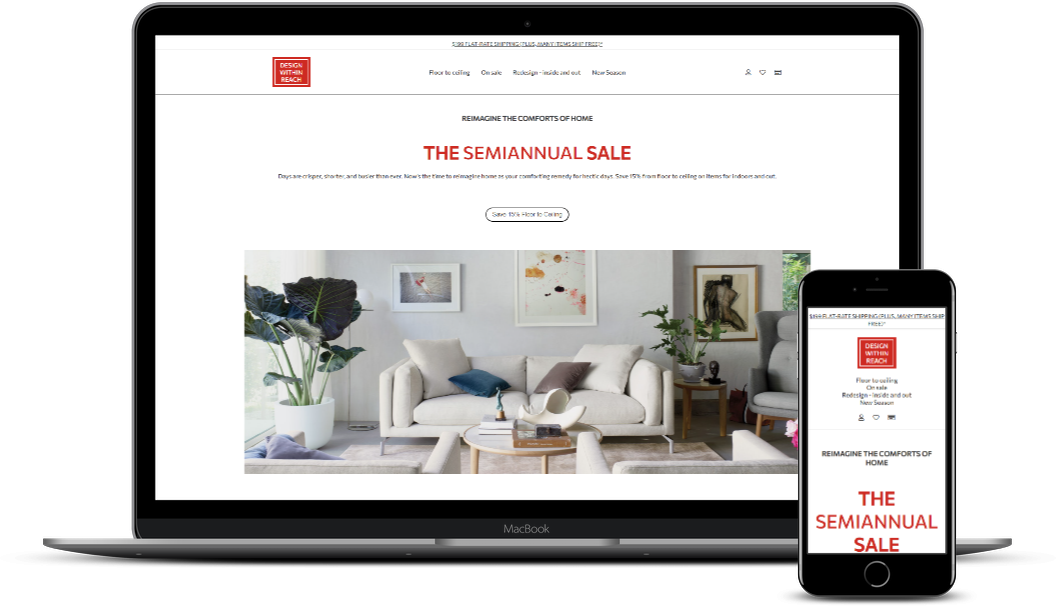 $199 FLAT-RATE SHIPPING (PLUS, MANY ITEMS SHIP FREE)*
DESIGN
WITHIN
REACH
Floor to ceiling On sale Redesign - inside and out New Season
REIMAGINE THE COMFORTS OF HOME
THE SEMIANNUAL SALE
Days are crisper, shorter, and busier than ever. Now's the time to reimagine home as your comforting remedy for hectic days. Save 15% from floor to ceiling on items for indoors and out.
Save 15% Floor to Ceiling
MacBook
$199 FLAT-RATE SHIPPING (PLUS, MANY ITEMS SHIP
FREE)*
DESIGN
WITHIN
REACH
Floor to ceiling
On sale
Redesign - inside and out
New Season
REIMAGINE THE COMFORTS OF
HOME
THE
SEMIANNUAL
SALE